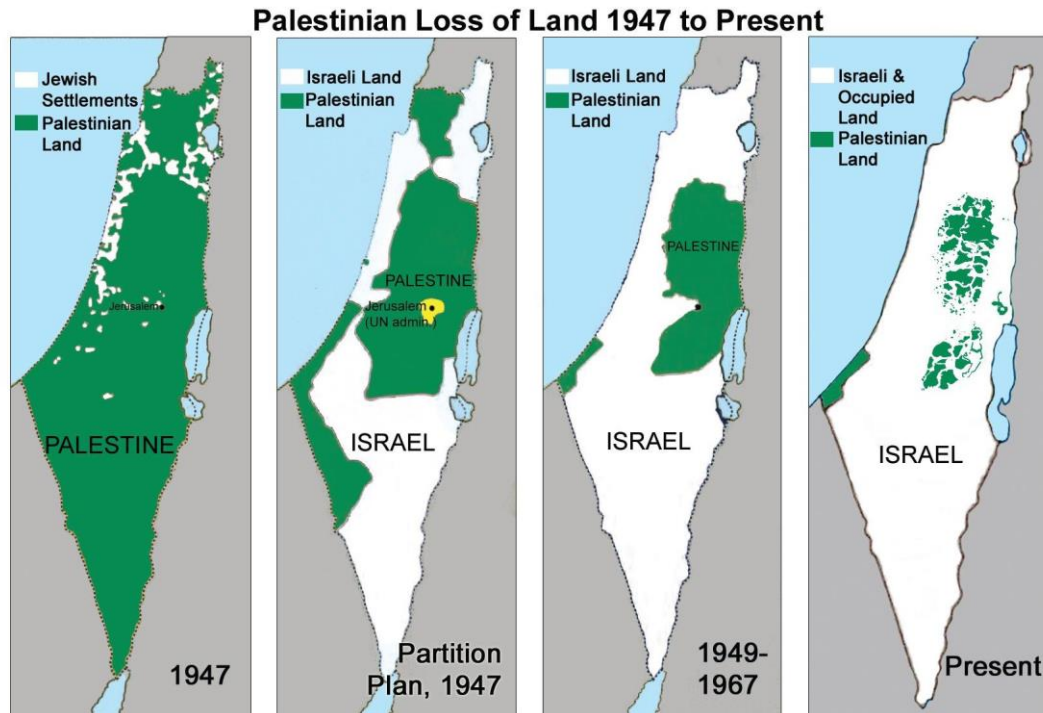 Palestinian Loss of Land 1947 to Present
Jewish
Settlements
Palestinian
Land
Jerusalem
PALESTINE
1947
Israeli Land
Palestinian
Land
PALESTINE
Jerusalem
(UN admin.)
ISRAEL
Partition
Plan, 1947
Israeli Land
Palestinian
Land
PALESTINE
ISRAEL
1949-
1967
Israeli &
Occupied
Land
Palestinian
Land
ISRAEL
Present